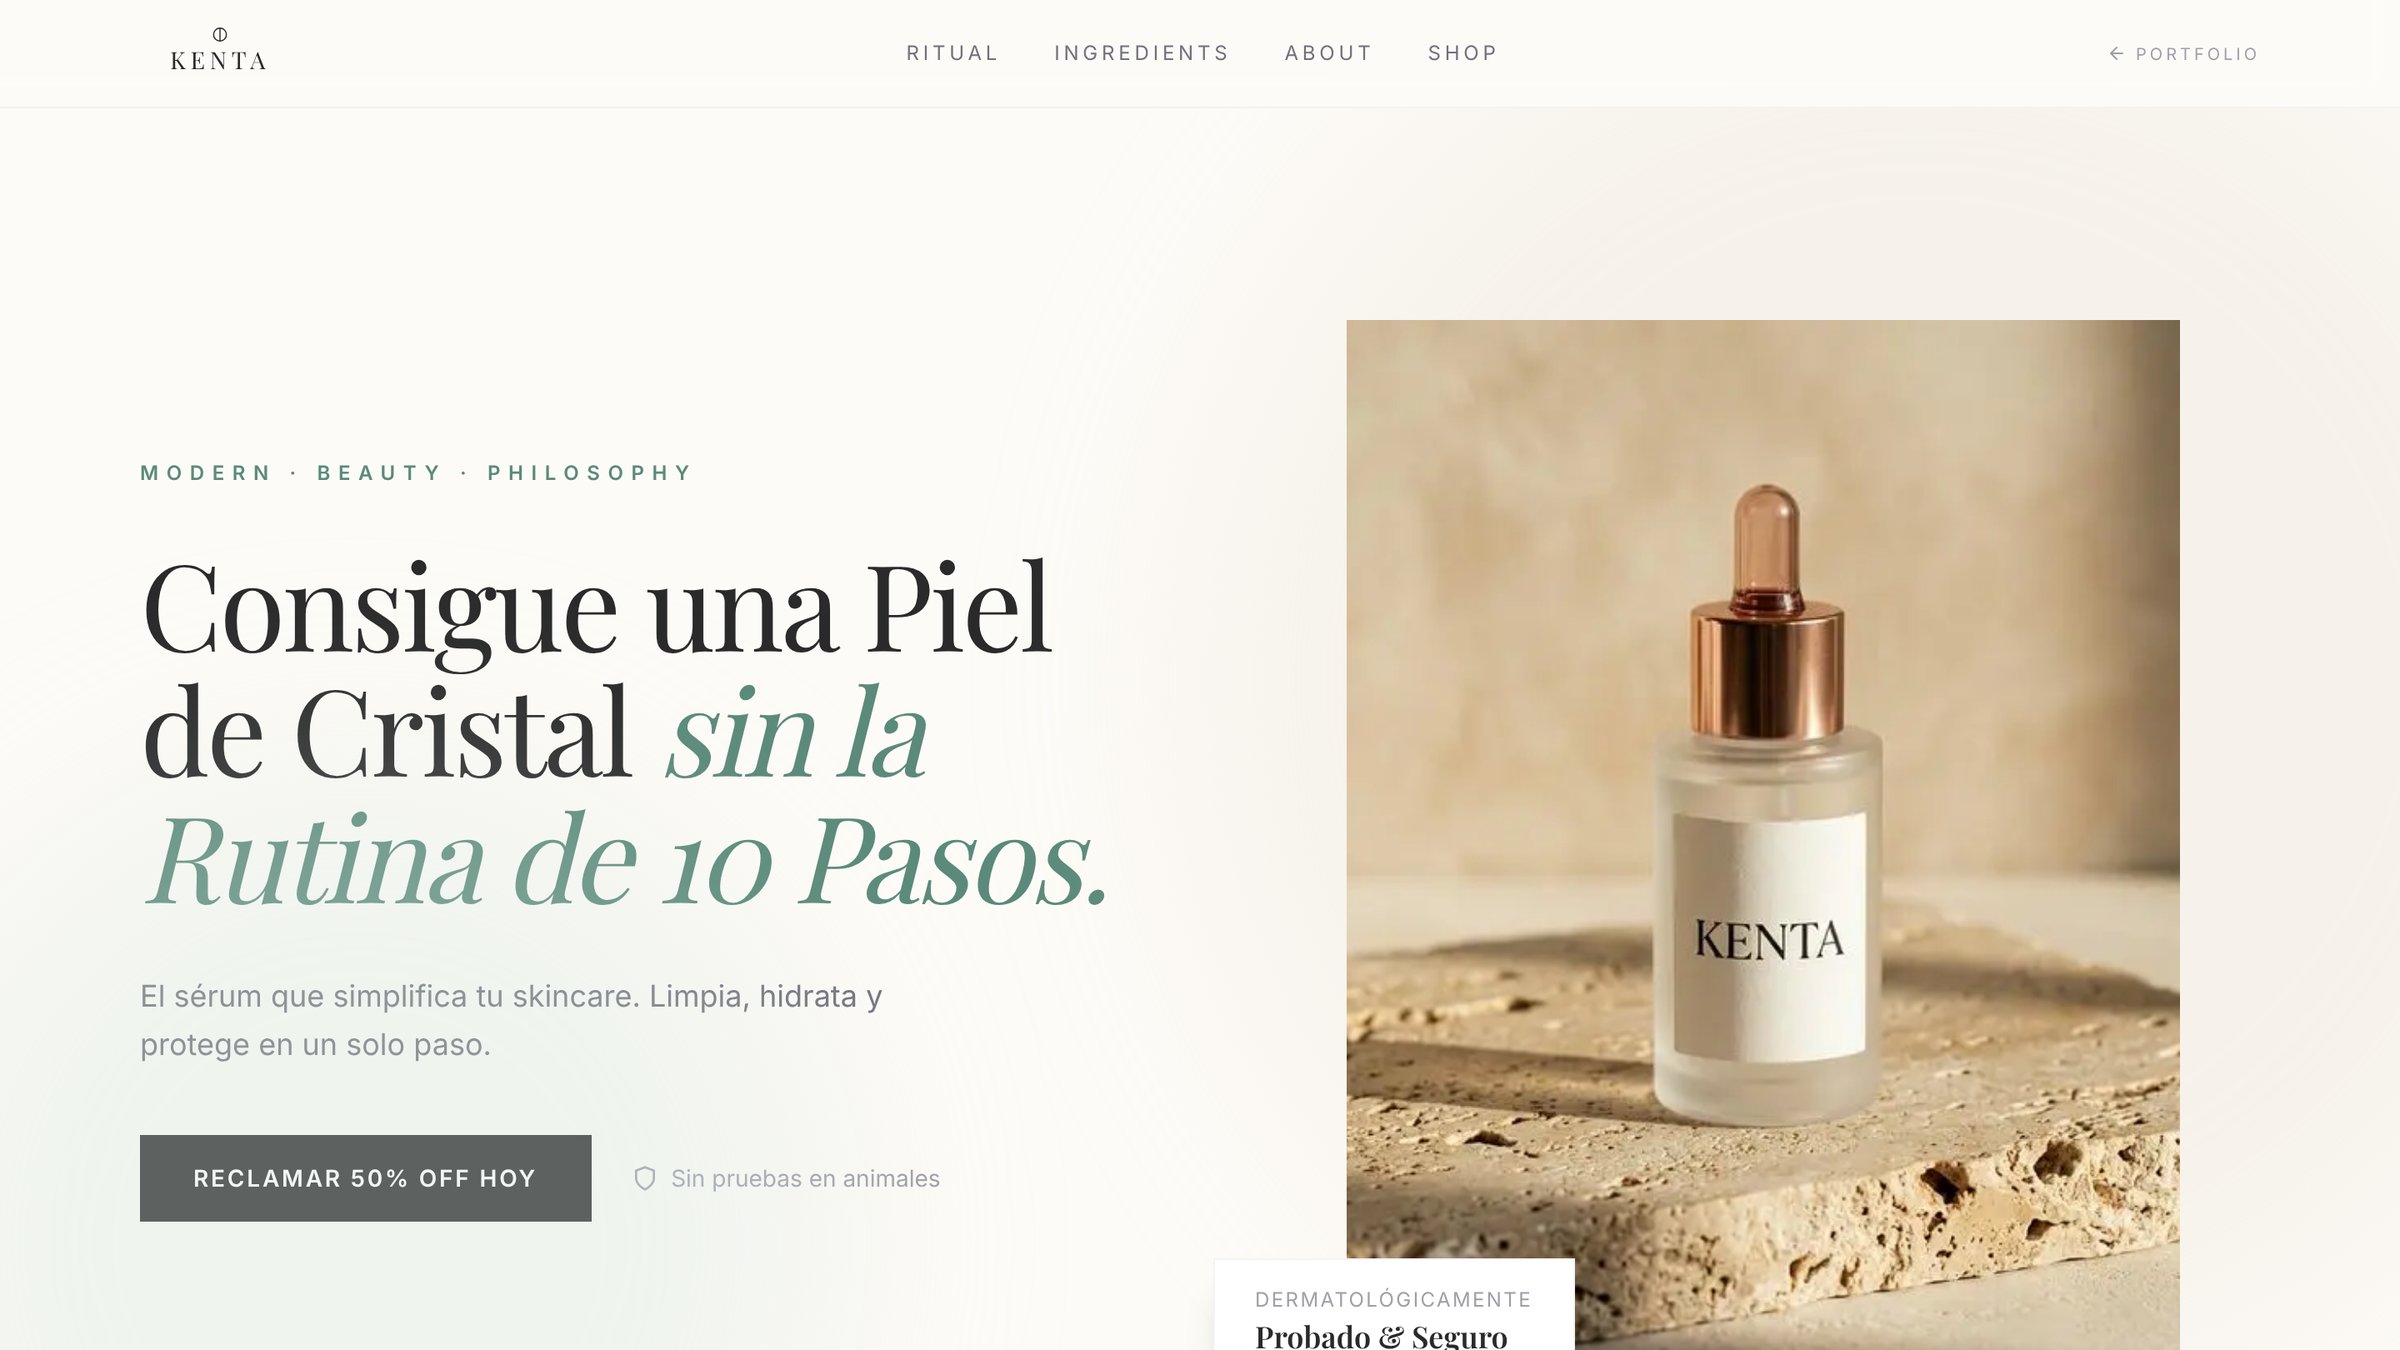 KENTA
RITUAL
INGREDIENTS
ABOUT
SHOP
← PORTFOLIO
MODERN · BEAUTY · PHILOSOPHY
Consigue una Piel
de Cristal sin la
Rutina de 10 Pasos.
El sérum que simplifica tu skincare. Limpia, hidrata y
protege en un solo paso.
RECLAMAR 50% OFF HOY
Sin pruebas en animales
KENTA
DERMATOLÓGICAMENTE
Probado & Seguro